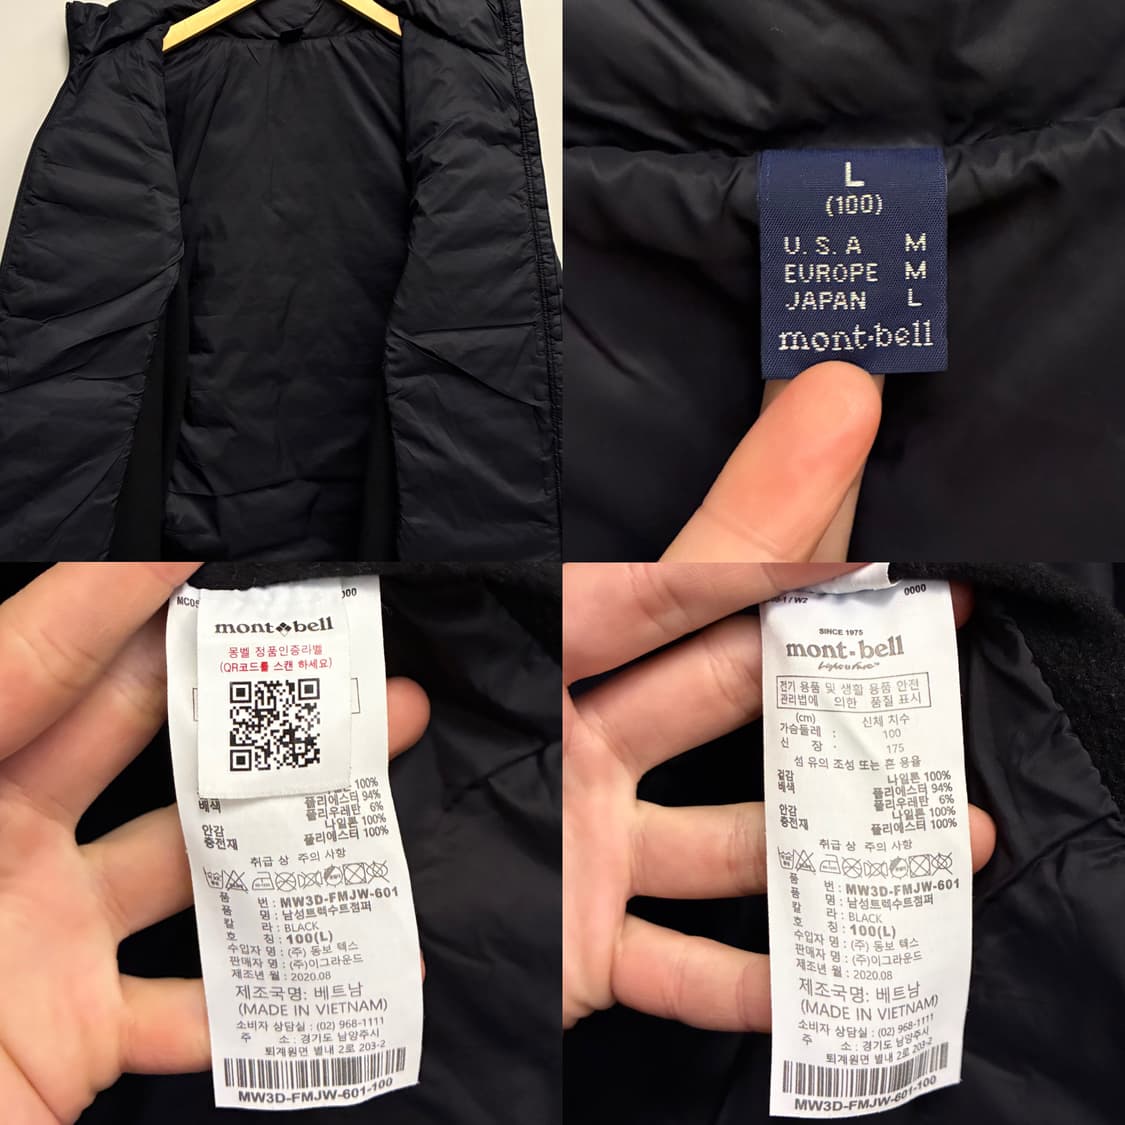 L
(100)
U.S.A M
EUROPE M
JAPAN L
mont·bell
MC0S
000
mont bell
몽벨 정품인증라벨
(QR코드를 스캔 하세요)
100%
배색 폴리에스터 94%
폴리우레탄 6%
안감 나일론 100%
충전재 폴리에스터 100%
취급 상 주의 사항
품 번 : MW3D-FMJW-601
품 명 : 남성트렉수트점퍼
칼 라 : BLACK
호 칭 : 100(L)
수입자 명 : (주) 동보 텍스
판매자 명 : (주)이그라운드
제조년 월 : 2020.08
제조국명: 베트남
(MADE IN VIETNAM)
소비자 상담실 : (02) 968-1111
주 소 : 경기도 남양주시
퇴계원면 별내 2로 203-2
MW3D-FMJW-601-100
-1 / W2
0000
SINCE 1975
mont-bell
전기 용품 및 생활 용품 안전
관리법에 의한 품질 표시
(cm) 신체 치수
가슴둘레 : 100
신 장 : 175
섬 유의 조성 또는 혼 용율
겉감 나일론 100%
배색 폴리에스터 94%
폴리우레탄 6%
안감 나일론 100%
충전재 폴리에스터 100%
취급 상 주의 사항
품 번 : MW3D-FMJW-601
품 명 : 남성트렉수트점퍼
칼 라 : BLACK
호 칭 : 100(L)
수입자 명 : (주) 동보 텍스
판매자 명 : (주)이그라운드
제조년 월 : 2020.08
제조국명: 베트남
(MADE IN VIETNAM)
소비자 상담실 : (02) 968-1111
주 소 : 경기도 남양주시
퇴계원면 별내 2로 203-2
MW3D-FMJW-601-100